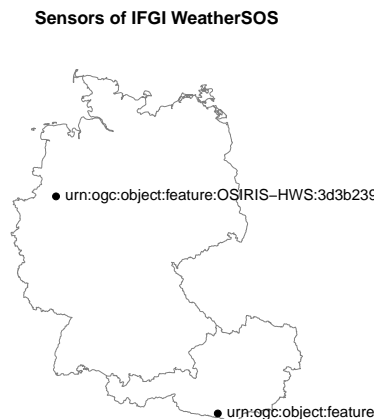 Sensors of IFGI WeatherSOS
urn:ogc:object:feature:OSIRIS−HWS:3d3b239
urn:ogc:object:feature